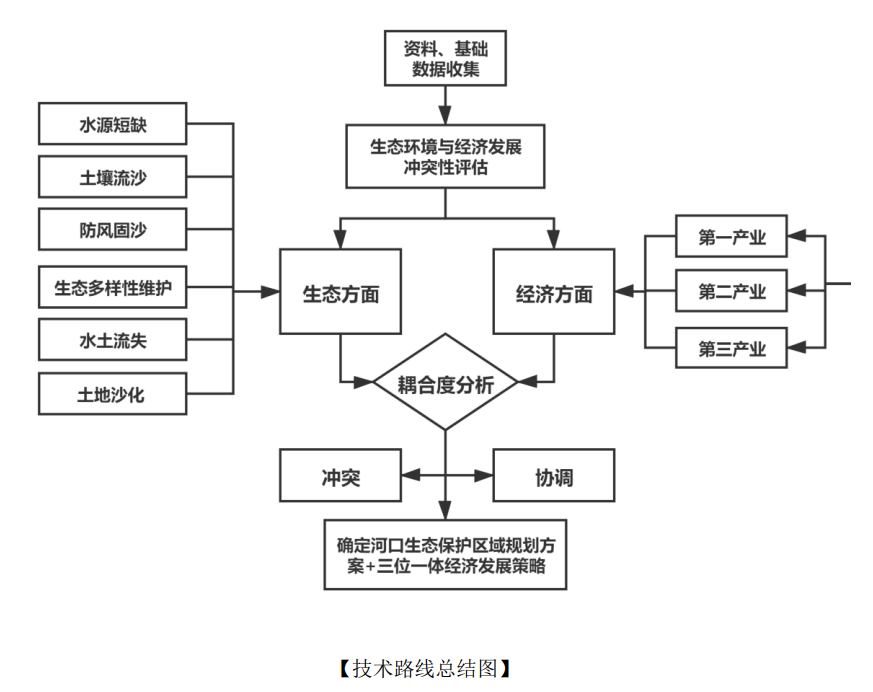 资料、基础
数据收集
生态环境与经济发展
冲突性评估
水源短缺
土壤流沙
防风固沙
生态多样性维护
水土流失
土地沙化
生态方面
经济方面
第一产业
第二产业
第三产业
耦合度分析
冲突
协调
确定河口生态保护区域规划方
案+三位一体经济发展策略
【技术路线总结图】